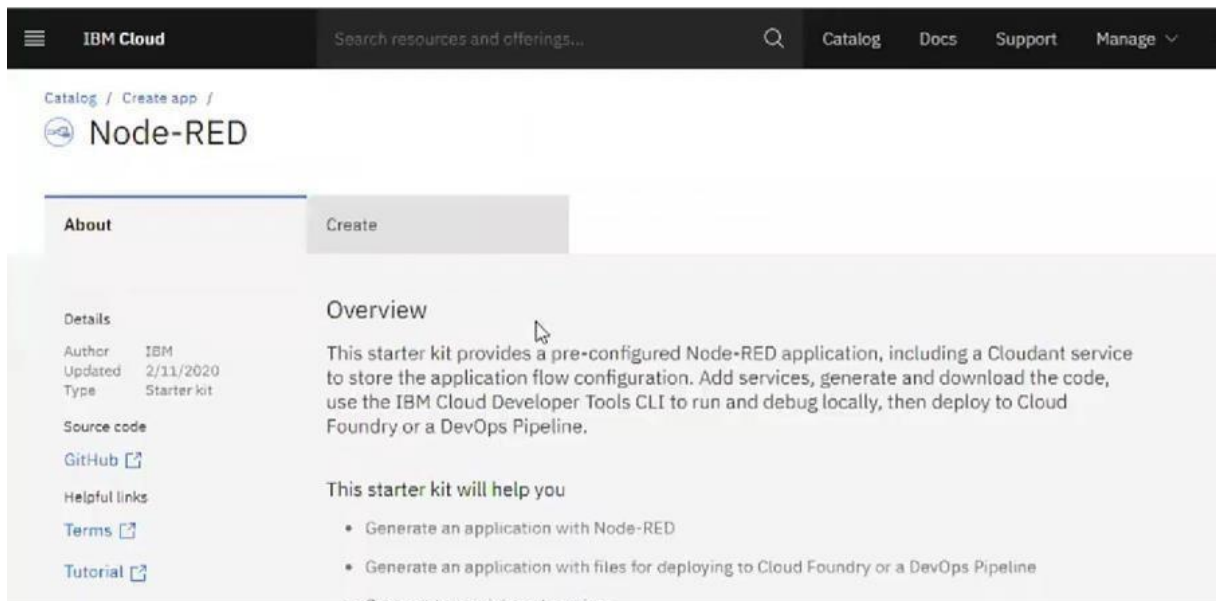 IBM Cloud
Search resources and offerings...
Catalog
Docs
Support
Manage
Catalog / Create app /
Node-RED
About
Create
Details
Author IBM
Updated 2/11/2020
Type Starter kit
Source code
GitHub
Helpful links
Terms
Tutorial
Overview
This starter kit provides a pre-configured Node-RED application, including a Cloudant service
to store the application flow configuration. Add services, generate and download the code,
use the IBM Cloud Developer Tools CLI to run and debug locally, then deploy to Cloud
Foundry or a DevOps Pipeline.
This starter kit will help you
• Generate an application with Node-RED
• Generate an application with files for deploying to Cloud Foundry or a DevOps Pipeline